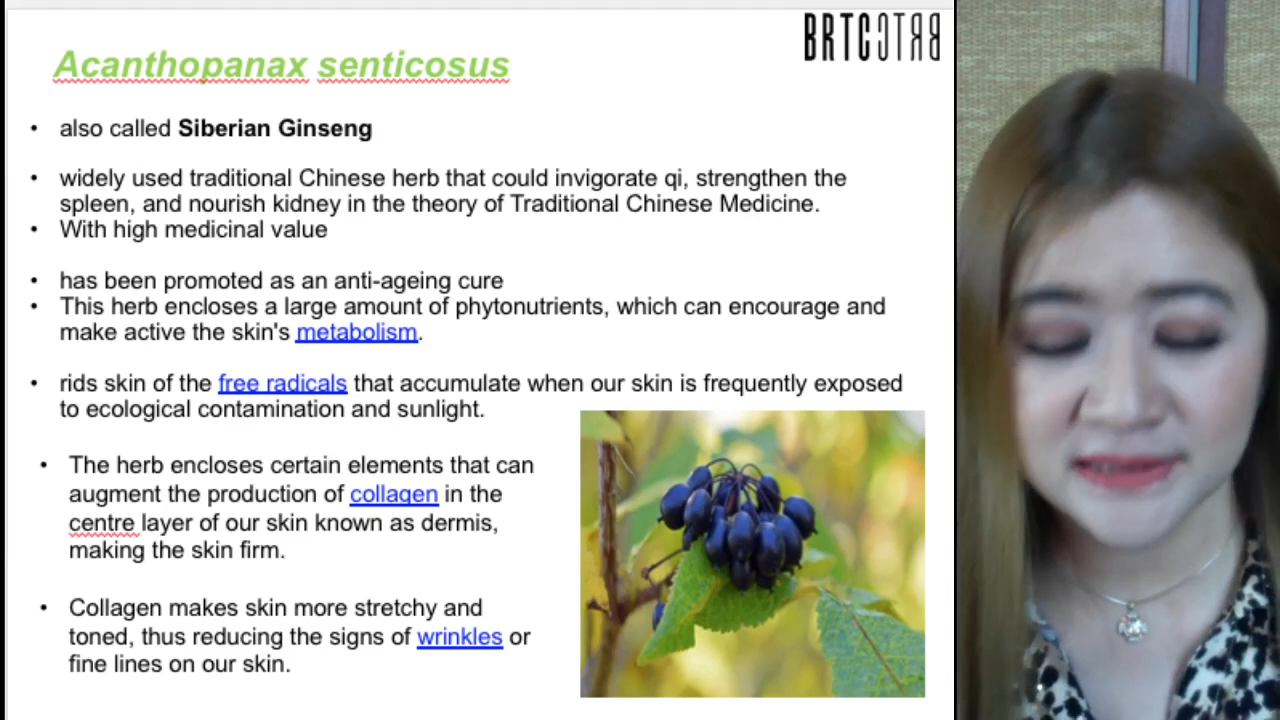 BRTC
Acanthopanax senticosus
• also called Siberian Ginseng
• widely used traditional Chinese herb that could invigorate qi, strengthen the
spleen, and nourish kidney in the theory of Traditional Chinese Medicine.
• With high medicinal value
• has been promoted as an anti-ageing cure
• This herb encloses a large amount of phytonutrients, which can encourage and
make active the skin's metabolism.
• rids skin of the free radicals that accumulate when our skin is frequently exposed
to ecological contamination and sunlight.
• The herb encloses certain elements that can
augment the production of collagen in the
centre layer of our skin known as dermis,
making the skin firm.
• Collagen makes skin more stretchy and
toned, thus reducing the signs of wrinkles or
fine lines on our skin.